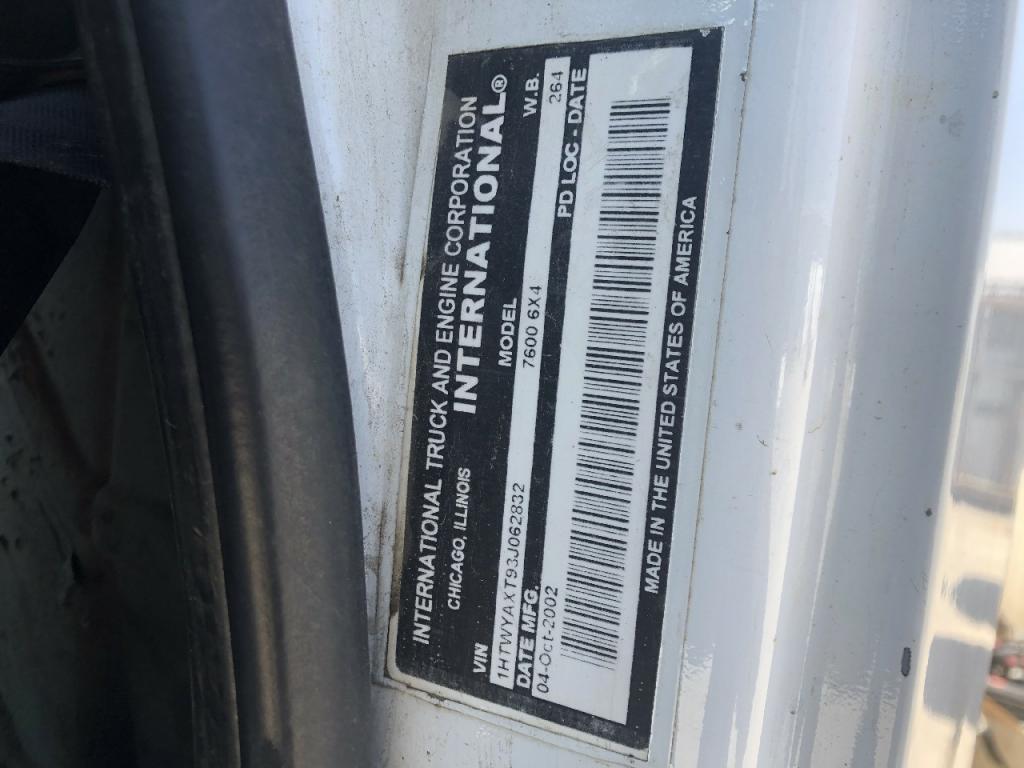 INTERNATIONAL TRUCK AND ENGINE CORPORATION
CHICAGO, ILLINOIS INTERNATIONAL®
VIN MODEL W.B.
1HTWYAXT93J062832 7600 6X4 264
DATE MFG. PD LOC - DATE
04-Oct-2002
MADE IN THE UNITED STATES OF AMERICA